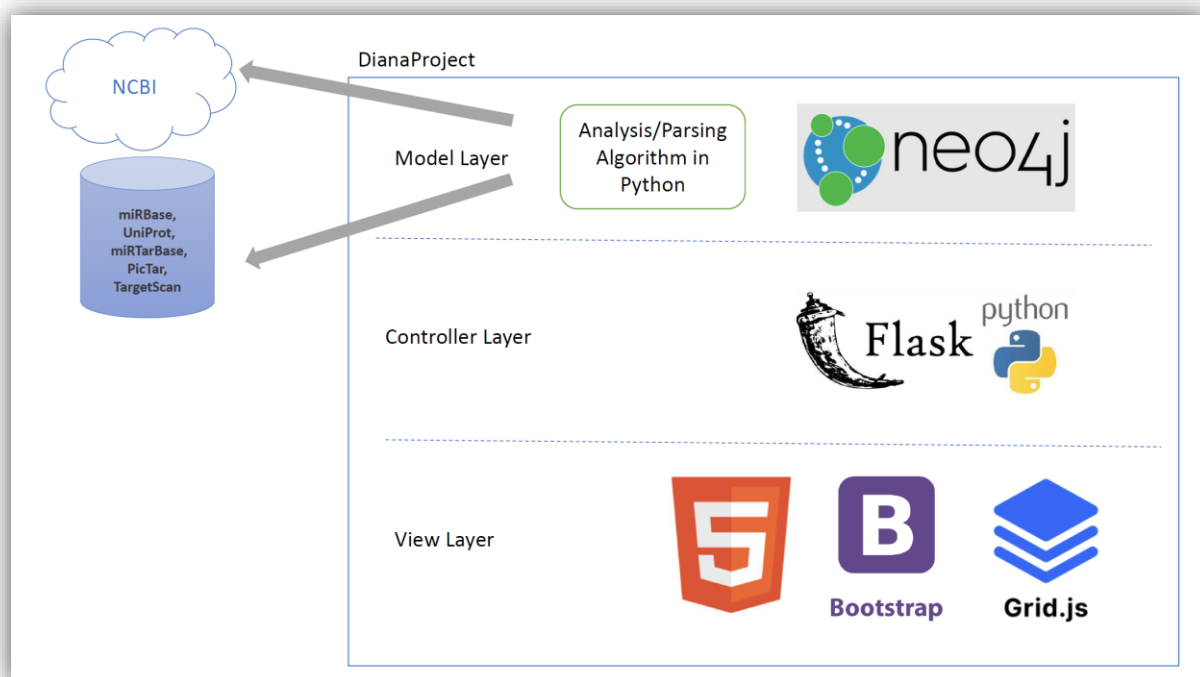 DianaProject
NCBI
miRBase,
UniProt,
miRTarBase,
PicTar,
TargetScan
Model Layer
Analysis/Parsing
Algorithm in
Python
neo4j
Controller Layer
Flask
python
View Layer
5
B
Bootstrap
Grid.js